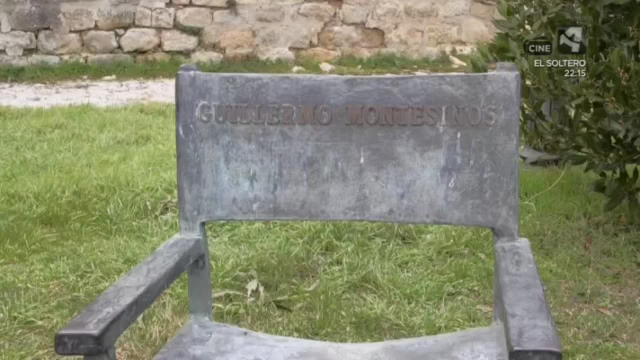 GUILLERMO MONTESINOS
CINE
EL SOLTERO
22:15